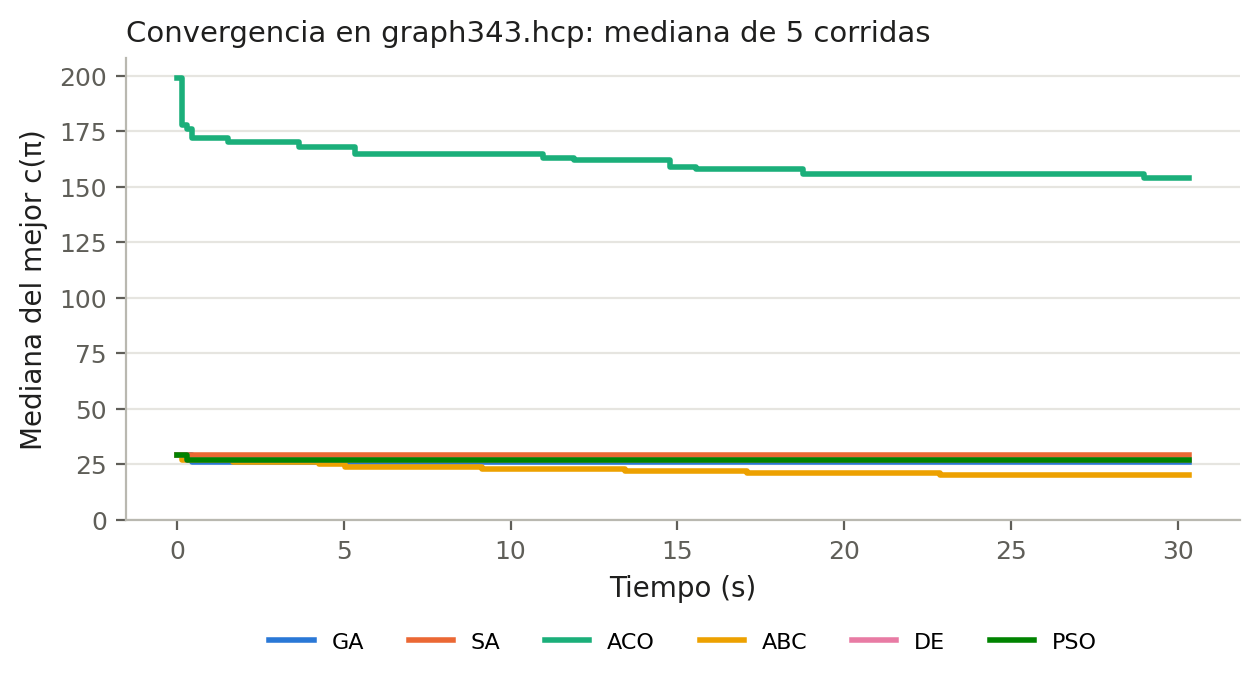 Convergencia en graph343.hcp: mediana de 5 corridas
Mediana del mejor c(π)
200
175
150
125
100
75
50
25
0
0 5 10 15 20 25 30
Tiempo (s)
GA SA ACO ABC DE PSO